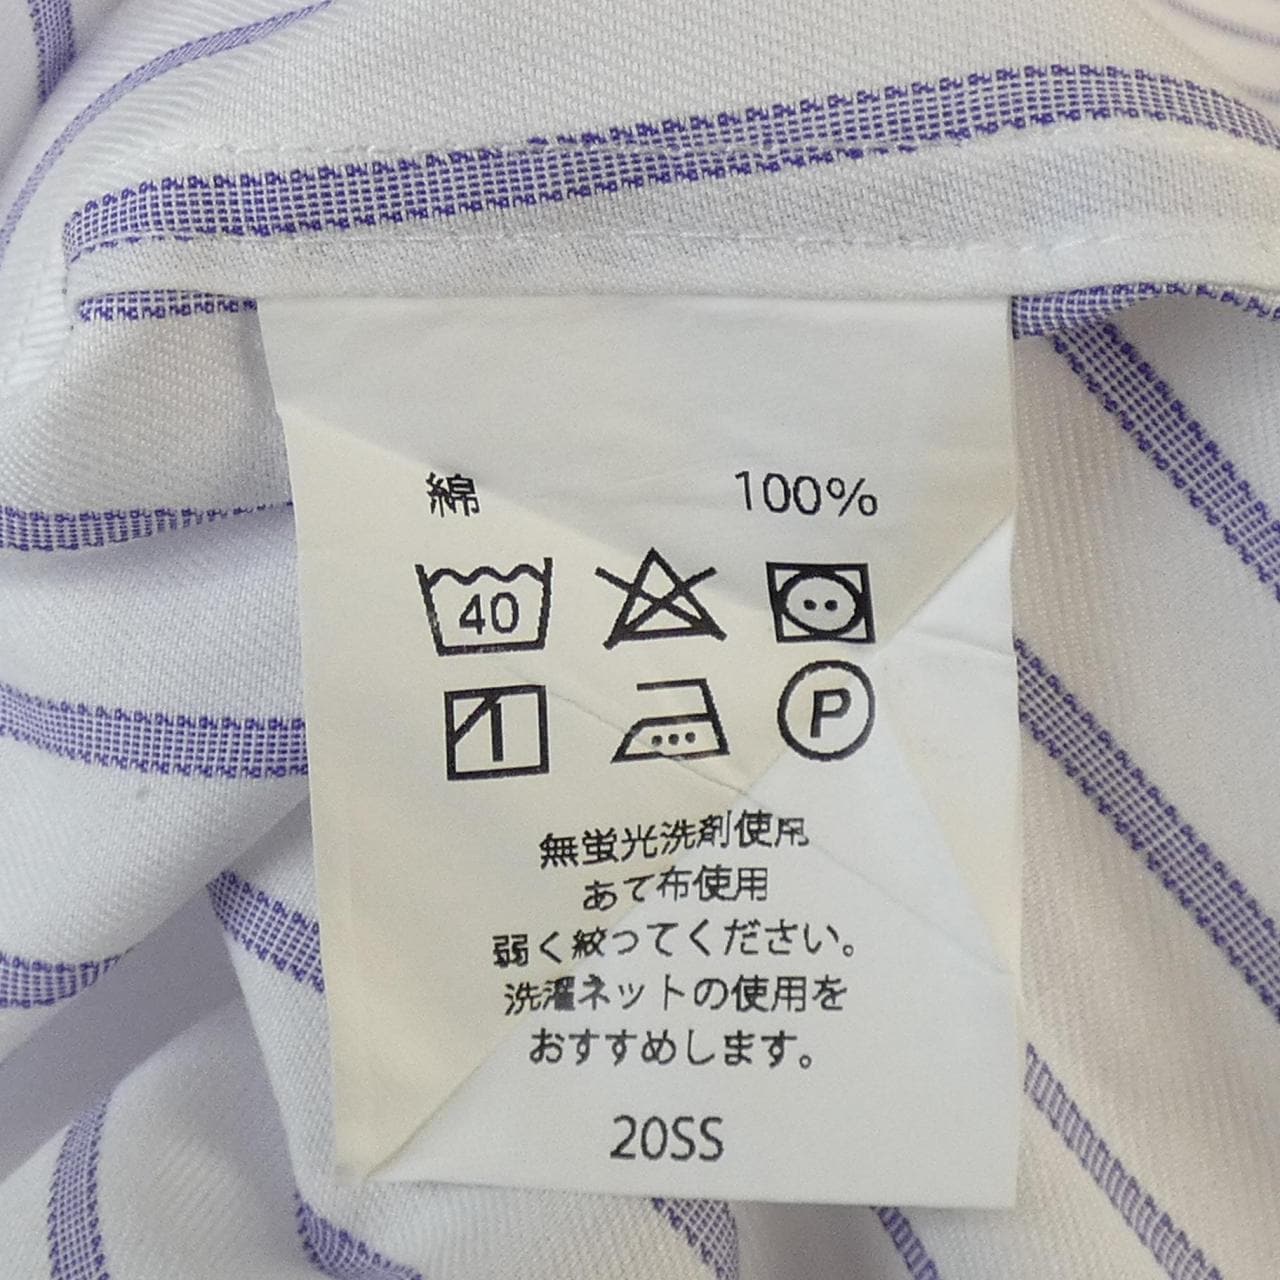 綿 100%
40
P
無蛍光洗剤使用
あて布使用
弱く絞ってください。
洗濯ネットの使用を
おすすめします。
20SS